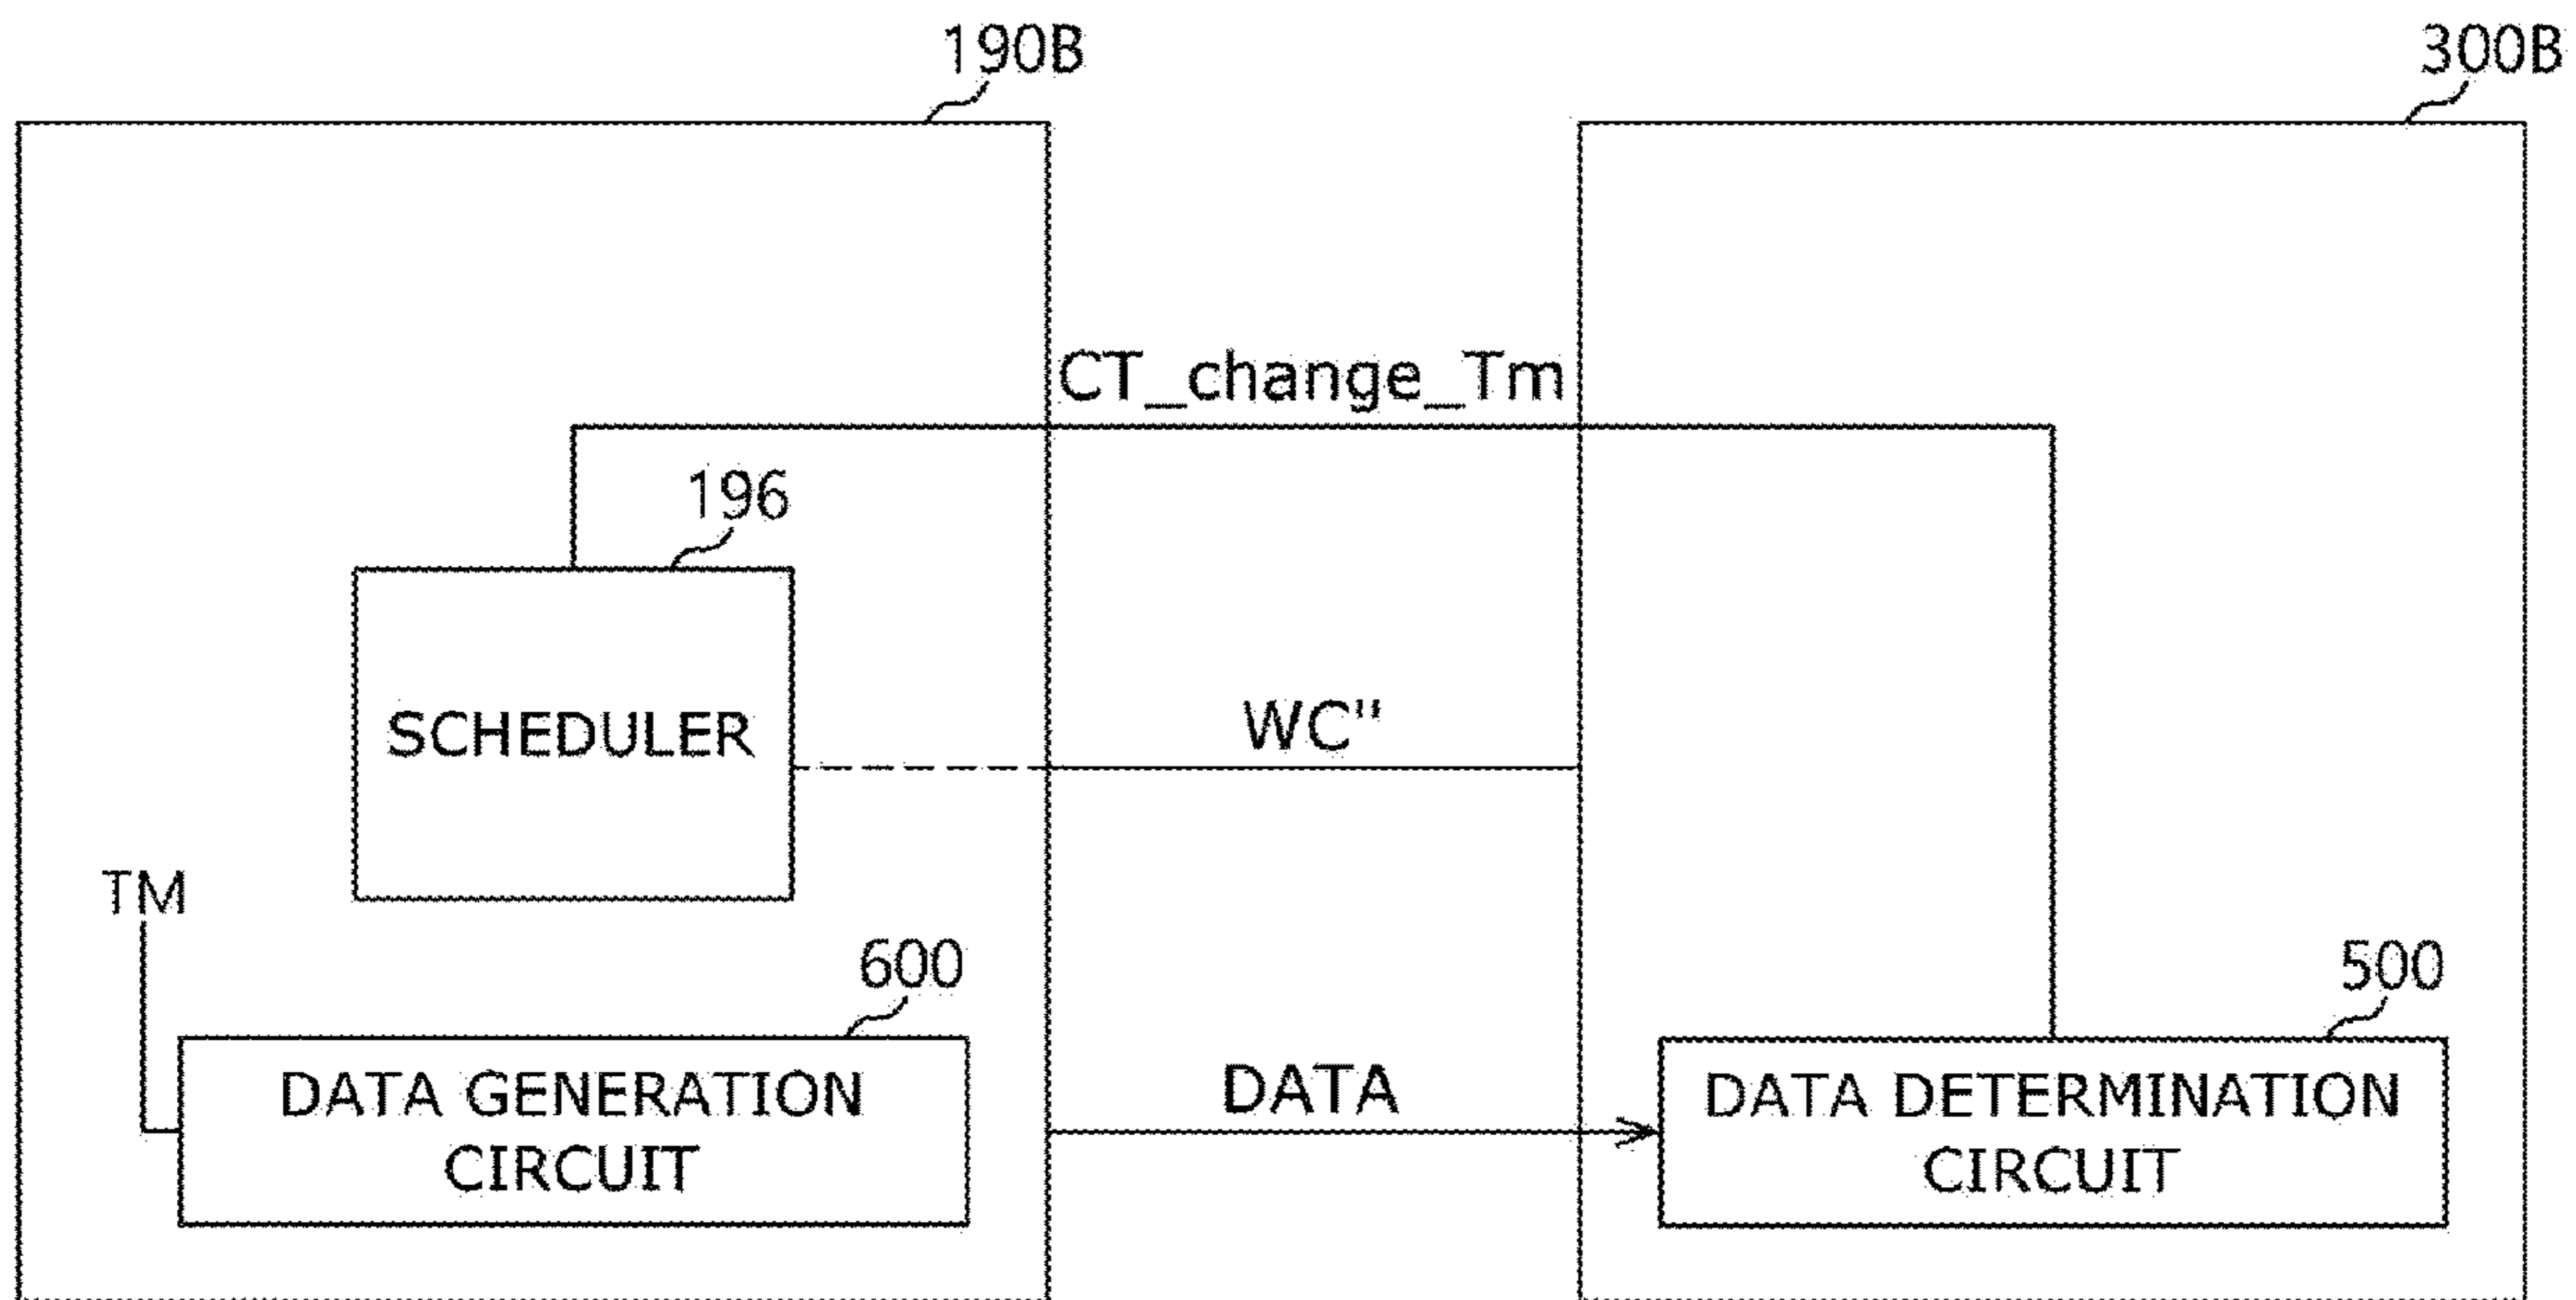 190B
300B
CT_change_Tm
196
SCHEDULER
WC"
TM
600
500
DATA GENERATION
CIRCUIT
DATA
DATA DETERMINATION
CIRCUIT